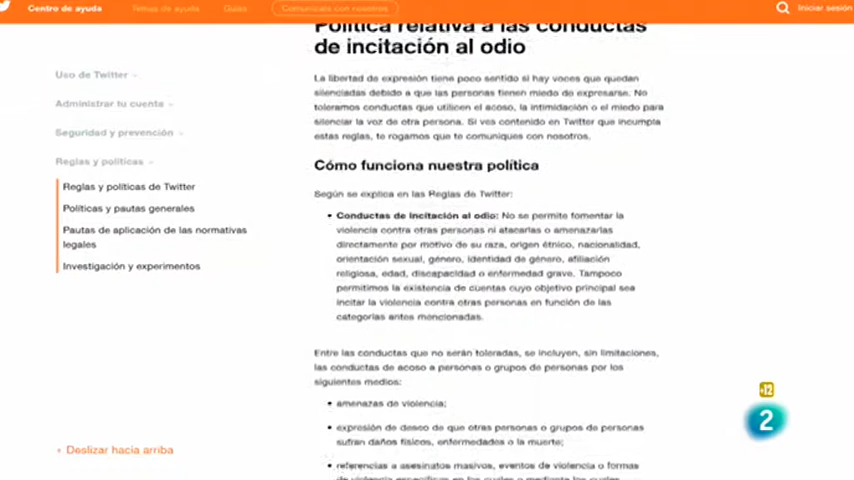 Centro de ayuda Temas de ayuda Guías Comunícate con nosotros Iniciar sesión
Política relativa a las conductas
de incitación al odio
Uso de Twitter
Administrar tu cuenta
Seguridad y prevención
Reglas y políticas
Reglas y políticas de Twitter
Políticas y pautas generales
Pautas de aplicación de las normativas
legales
Investigación y experimentos
La libertad de expresión tiene poco sentido si hay voces que quedan
silenciadas debido a que las personas tienen miedo de expresarse. No
toleramos conductas que utilicen el acoso, la intimidación o el miedo para
silenciar la voz de otra persona. Si ves contenido en Twitter que incumpla
estas reglas, te rogamos que te comuniques con nosotros.
Cómo funciona nuestra política
Según se explica en las Reglas de Twitter:
• Conductas de incitación al odio: No se permite fomentar la
violencia contra otras personas ni atacarlas o amenazarlas
directamente por motivo de su raza, origen étnico, nacionalidad,
orientación sexual, género, identidad de género, afiliación
religiosa, edad, discapacidad o enfermedad grave. Tampoco
permitimos la existencia de cuentas cuyo objetivo principal sea
incitar la violencia contra otras personas en función de las
categorías antes mencionadas.
Entre las conductas que no serán toleradas, se incluyen, sin limitaciones,
las conductas de acoso a personas o grupos de personas por los
siguientes medios:
• amenazas de violencia;
• expresión de deseo de que otras personas o grupos de personas
sufran daños físicos, enfermedades o la muerte;
• referencias a asesinatos masivos, eventos de violencia o formas
de violencia específicas en los cuales o mediante los cuales
‹ Deslizar hacia arriba
+12
2